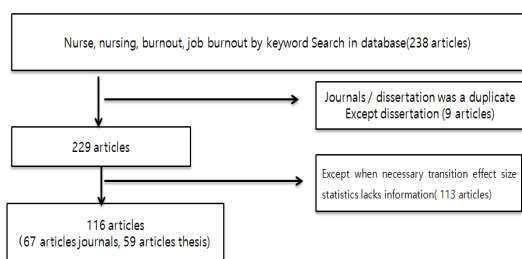 Nurse, nursing, burnout, job burnout by keyword Search in database(238 articles)
Journals / dissertation was a duplicate
Except dissertation (9 articles)
229 articles
Except when necessary transition effect size
statistics lacks information( 113 articles)
116 articles
(67 articles journals, 59 articles thesis)